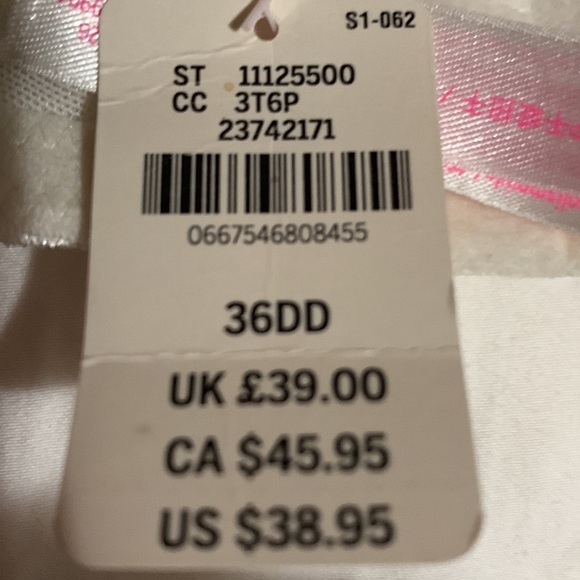 S1-062
ST 11125500
CC 3T6P
23742171
0667546808455
36DD
UK £39.00
CA $45.95
US $38.95